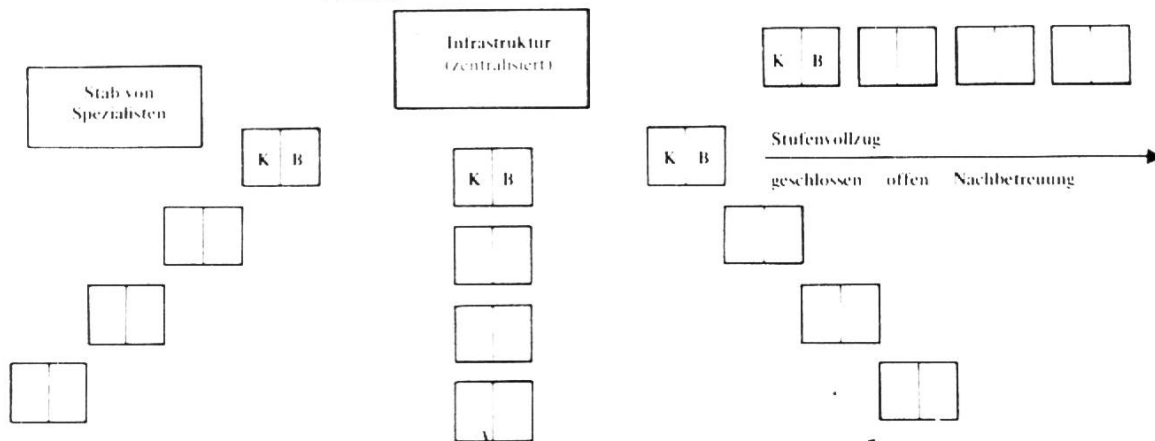 Infrastruktur
(zentralisiert)
K B
Stab von
Spezialisten
K B
K B
K B
Stufenvollzug
geschlossen offen Nachbetreuung